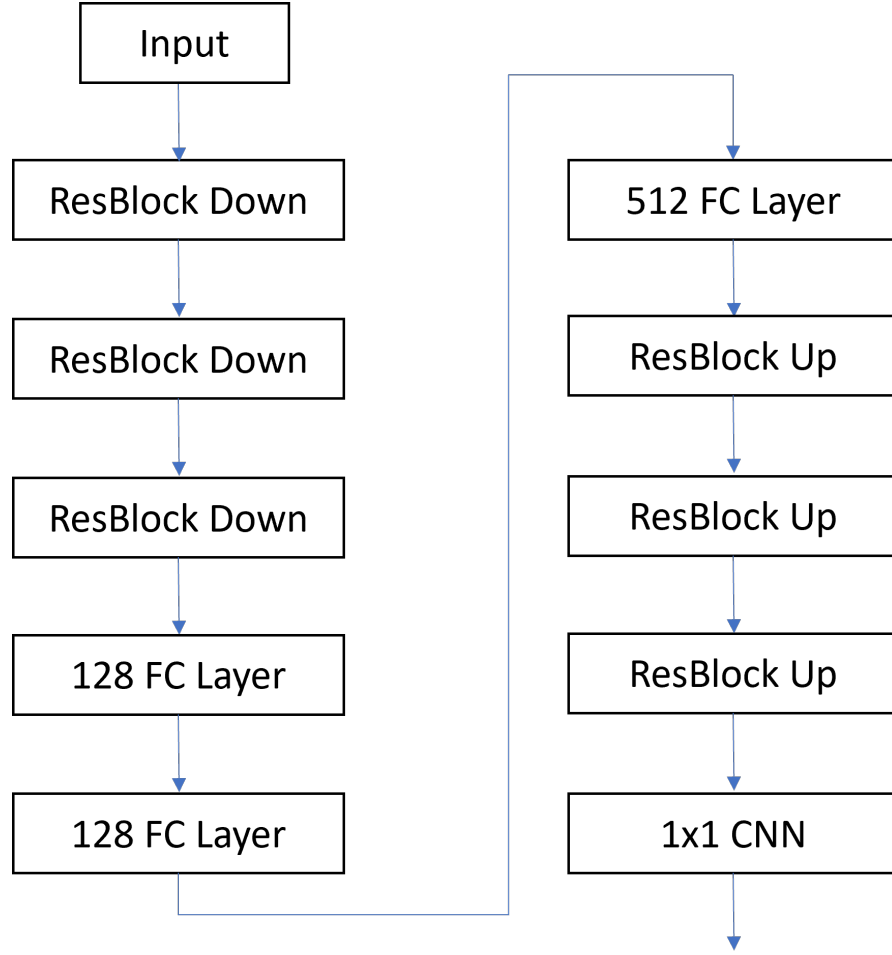 Input
ResBlock Down
ResBlock Down
ResBlock Down
128 FC Layer
128 FC Layer
512 FC Layer
ResBlock Up
ResBlock Up
ResBlock Up
1x1 CNN